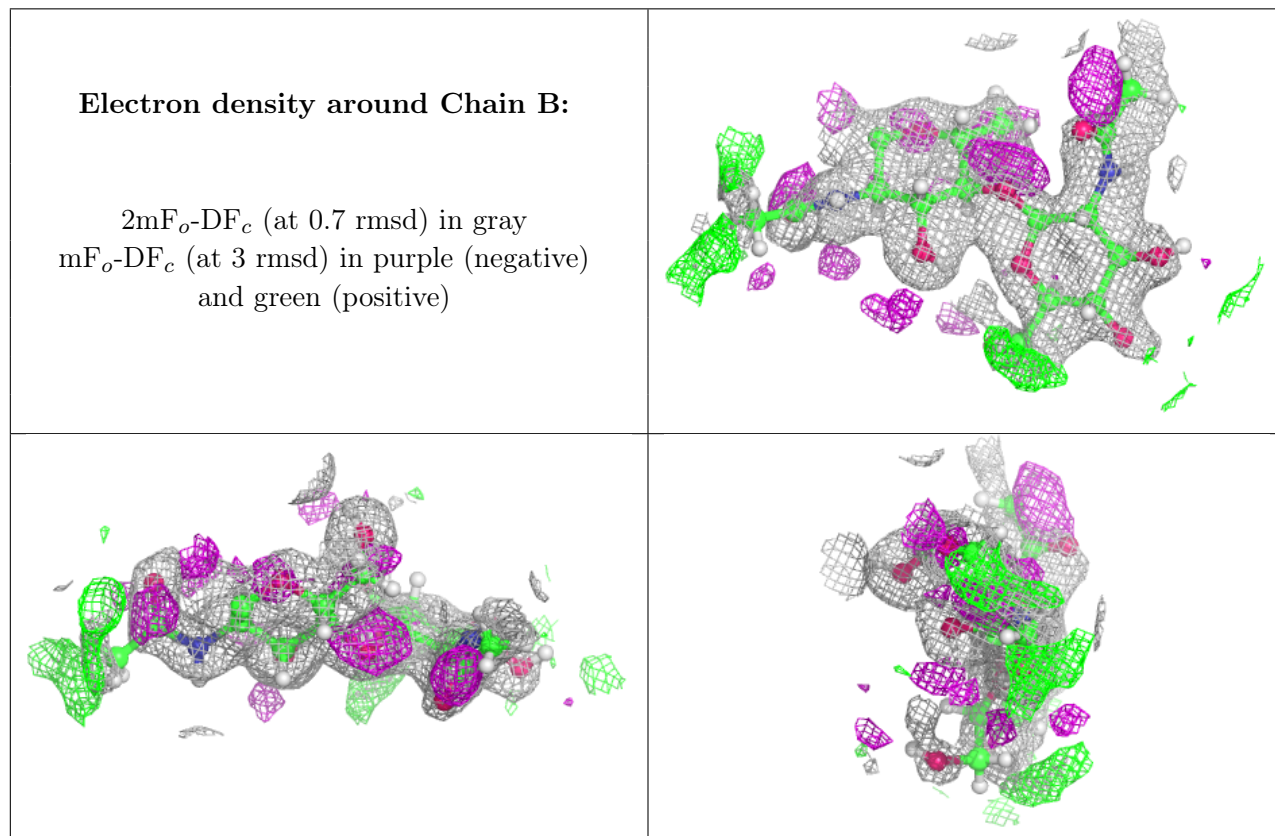 Electron density around Chain B:
2mFₒ-DF𝒸 (at 0.7 rmsd) in gray
mFₒ-DF𝒸 (at 3 rmsd) in purple (negative)
and green (positive)